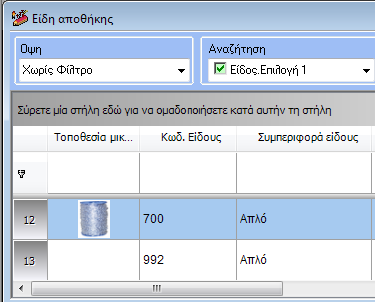 Είδη αποθήκης
Οψη
Αναζήτηση
Χωρίς Φίλτρο
Είδος.Επιλογή 1
Σύρετε μία στήλη εδώ για να ομαδοποιήσετε κατά αυτήν τη στήλη
Τοποθεσία μικ... Κωδ. Είδους Συμπεριφορά είδους
12 700 Απλό
13 992 Απλό